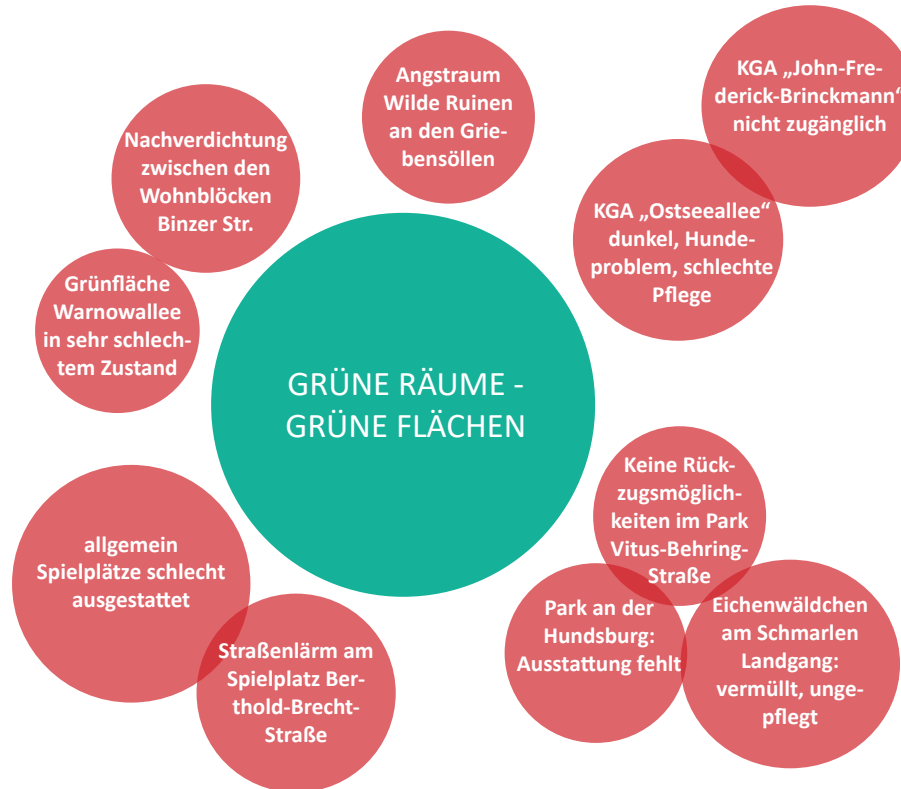 Angstraum
Wilde Ruinen
an den Grie-
bensöllen
KGA „John-Fre-
derick-Brinckmann“
nicht zugänglich
Nachverdichtung
zwischen den
Wohnblöcken
Binzer Str.
KGA „Ostseeallee“
dunkel, Hunde-
problem, schlechte
Pflege
Grünfläche
Warnowallee
in sehr schlech-
tem Zustand
GRÜNE RÄUME -
GRÜNE FLÄCHEN
Keine Rück-
zugsmöglich-
keiten im Park
Vitus-Behring-
Straße
allgemein
Spielplätze schlecht
ausgestattet
Park an der
Hundsburg:
Ausstattung fehlt
Eichenwäldchen
am Schmarlen
Landgang:
vermüllt, unge-
pflegt
Straßenlärm am
Spielplatz Ber-
thold-Brecht-
Straße